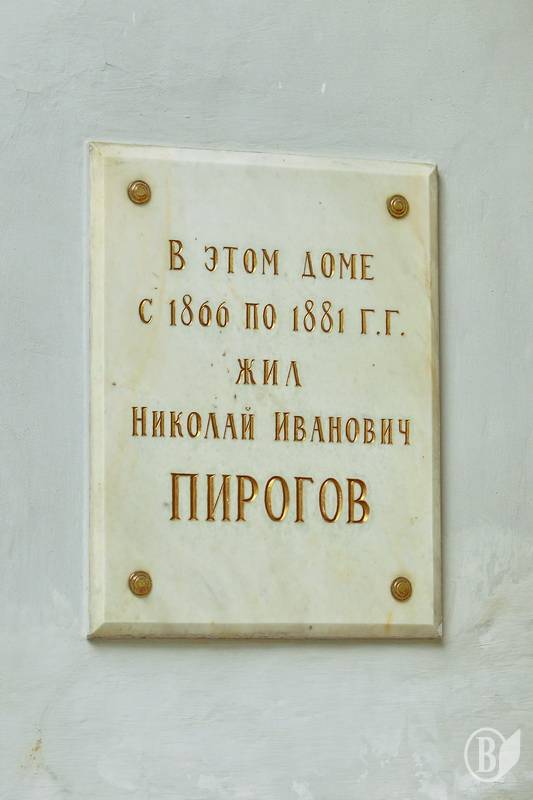 В ЭТОМ ДОМЕ
С 1866 ПО 1881 Г.Г.
ЖИЛ
НИКОЛАЙ ИВАНОВИЧ
ПИРОГОВ
В